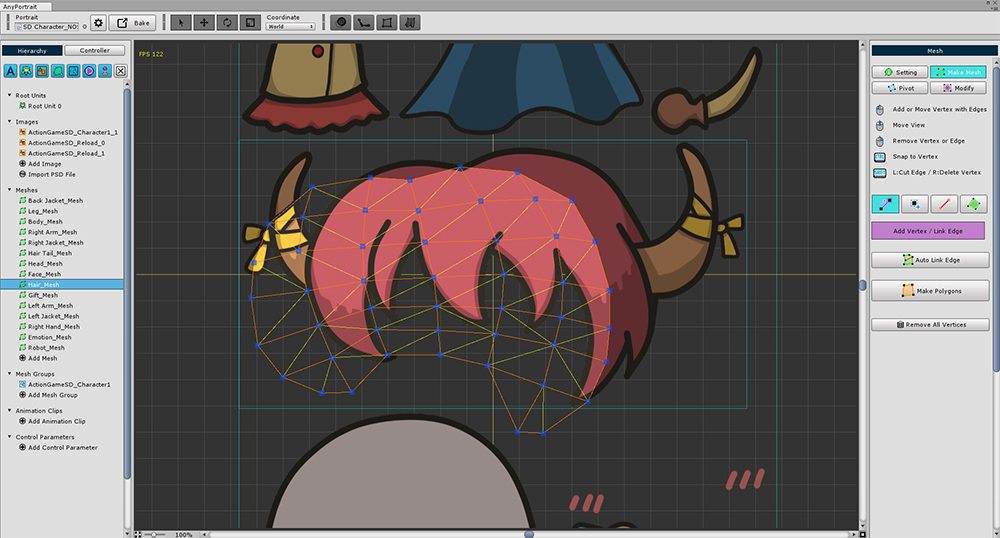 AnyPortrait
Portrait
SD Character_NO
Bake
Coordinate
World
Hierarchy
Controller
A
Root Units
Root Unit 0
Images
ActionGameSD_Character1_1
ActionGameSD_Reload_0
ActionGameSD_Reload_1
Add Image
Import PSD File
Meshes
Back Jacket_Mesh
Leg_Mesh
Body_Mesh
Right Arm_Mesh
Right Jacket_Mesh
Hair Tail_Mesh
Head_Mesh
Face_Mesh
Hair_Mesh
Gift_Mesh
Left Arm_Mesh
Left Jacket_Mesh
Right Hand_Mesh
Emotion_Mesh
Robot_Mesh
Add Mesh
Mesh Groups
ActionGameSD_Character1
Add Mesh Group
Animation Clips
Add Animation Clip
Control Parameters
Add Control Parameter
FPS 122
100%
Mesh
Setting
Make Mesh
Pivot
Modify
Add or Move Vertex with Edges
Move View
Remove Vertex or Edge
Snap to Vertex
L:Cut Edge / R:Delete Vertex
Add Vertex / Link Edge
Auto Link Edge
Make Polygons
Remove All Vertices